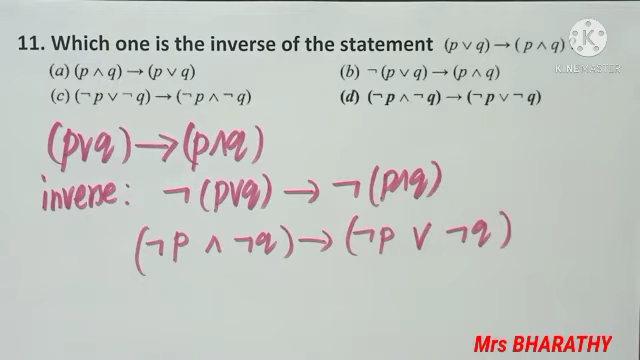 11. Which one is the inverse of the statement (p ∨ q) → ( p ∧ q) ?
(a) (p ∧ q) → (p ∨ q)
(b) ¬ (p ∨ q) → (p ∧ q)
(c) (¬ p ∨ ¬ q) → (¬ p ∧ ¬ q)
(d) (¬ p ∧ ¬ q) → (¬ p ∨ ¬ q)
(p∨q) → (p∧q)
inverse: ¬ (p∨q) → ¬ (p∧q)
(¬p ∧ ¬q) → (¬p ∨ ¬q)
KINEMASTER
Mrs BHARATHY